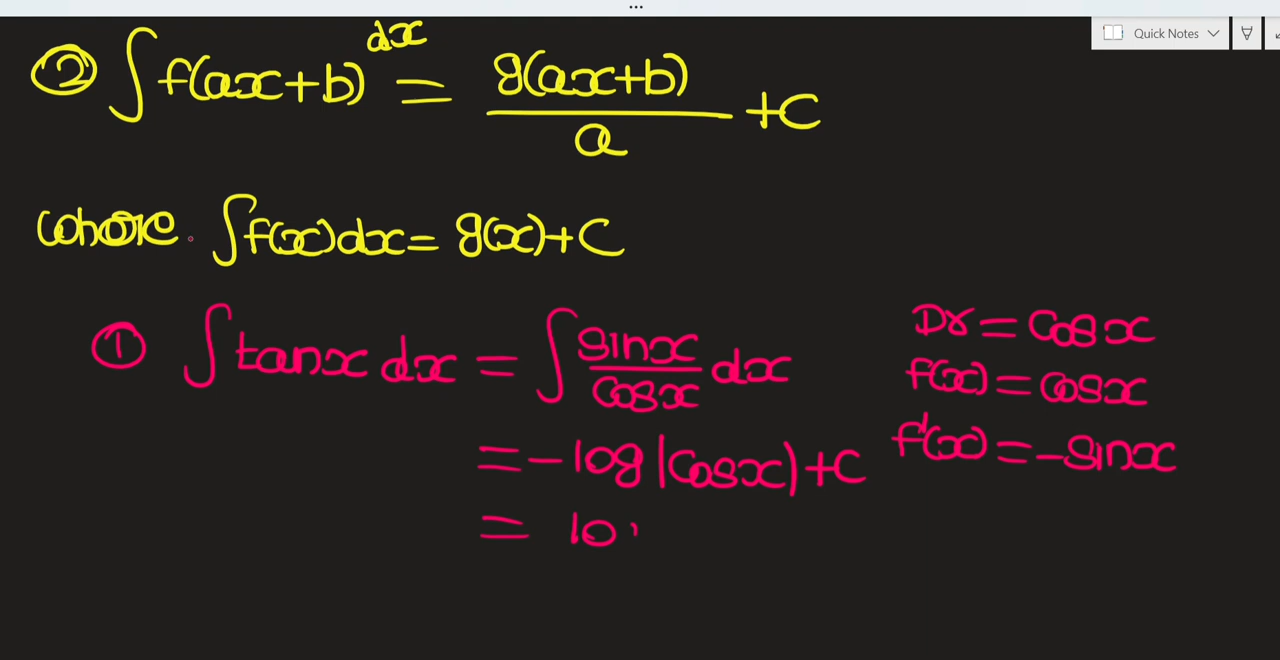 Quick Notes
② ∫f(ax+b) dx = g(ax+b)/a + C
where. ∫f(x)dx = g(x)+C
① ∫tanx dx = ∫ sinx/cosx dx
= -log|cosx)+C
= lo
Dr = Cosx
f(x) = cosx
f'(x) = -sinx